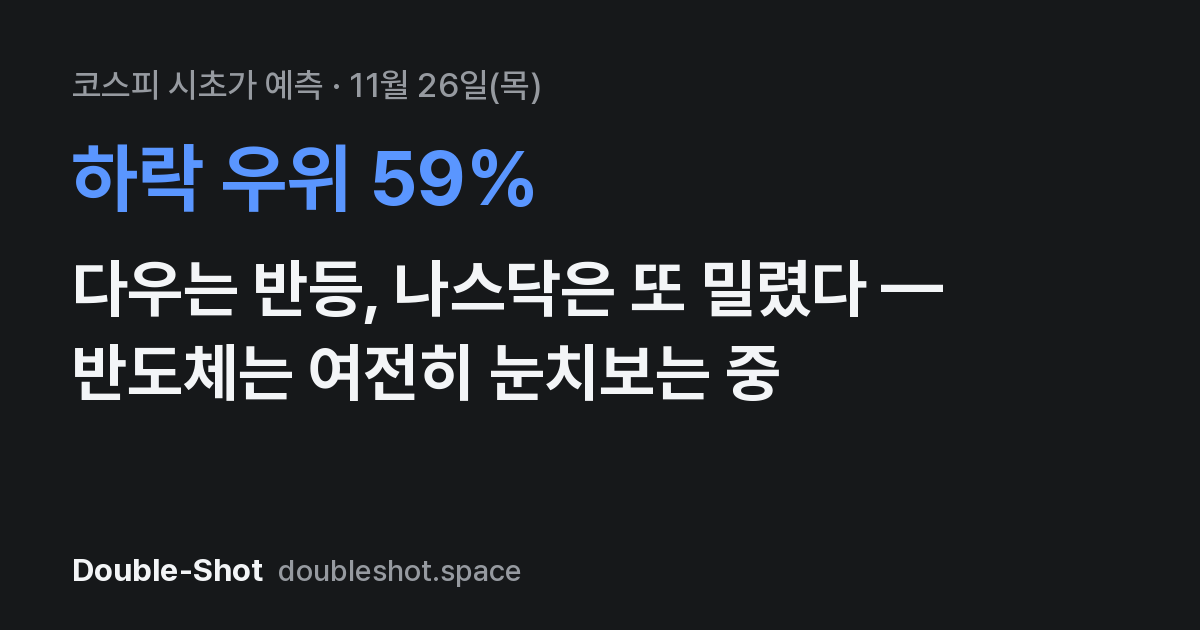 코스피 시초가 예측 · 11월 26일(목)
하락 우위 59%
다우는 반등, 나스닥은 또 밀렸다 —
반도체는 여전히 눈치보는 중
Double-Shot doubleshot.space